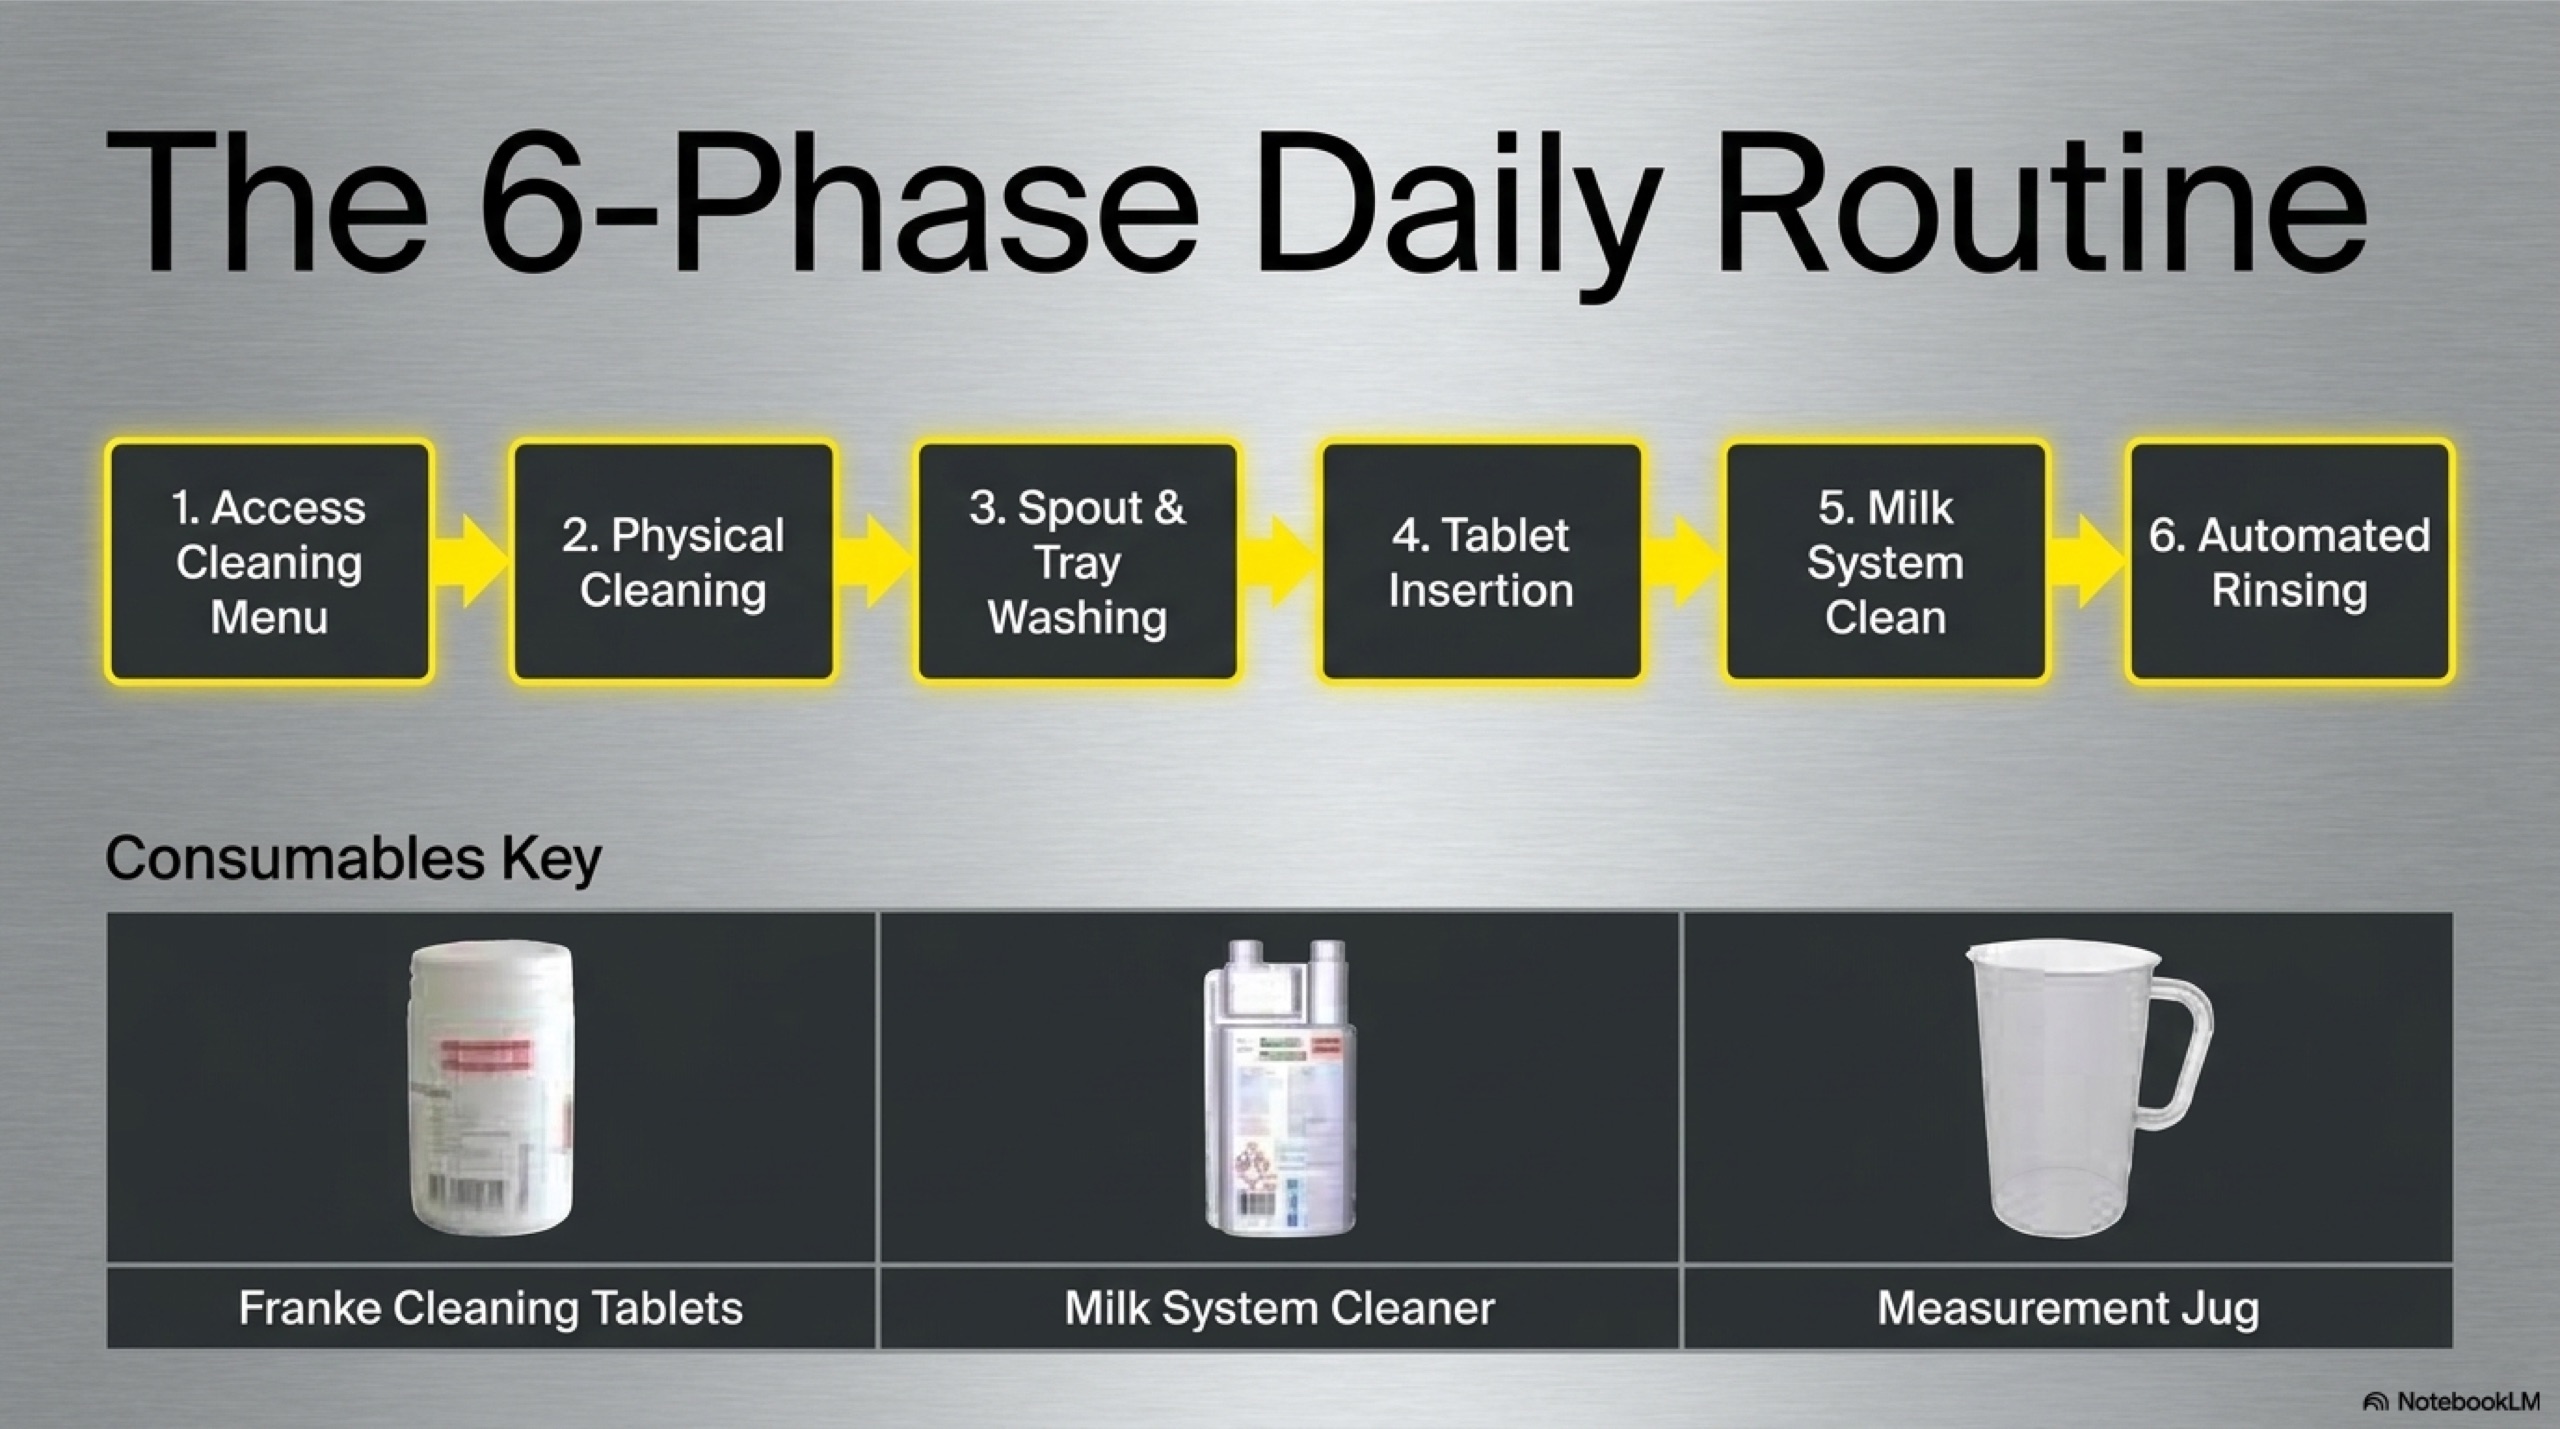 The 6-Phase Daily Routine
1. Access
Cleaning
Menu
2. Physical
Cleaning
3. Spout &
Tray
Washing
4. Tablet
Insertion
5. Milk
System
Clean
6. Automated
Rinsing
Consumables Key
Franke Cleaning Tablets
Milk System Cleaner
Measurement Jug
NotebookLM